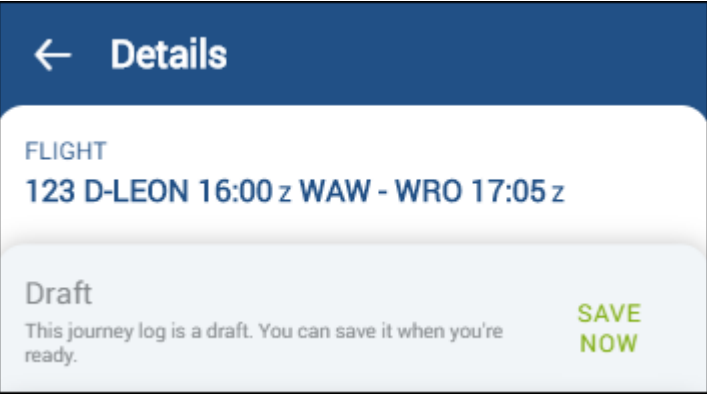 Details
FLIGHT
123 D-LEON 16:00 z WAW - WRO 17:05 z
Draft
This journey log is a draft. You can save it when you're
ready.
SAVE
NOW